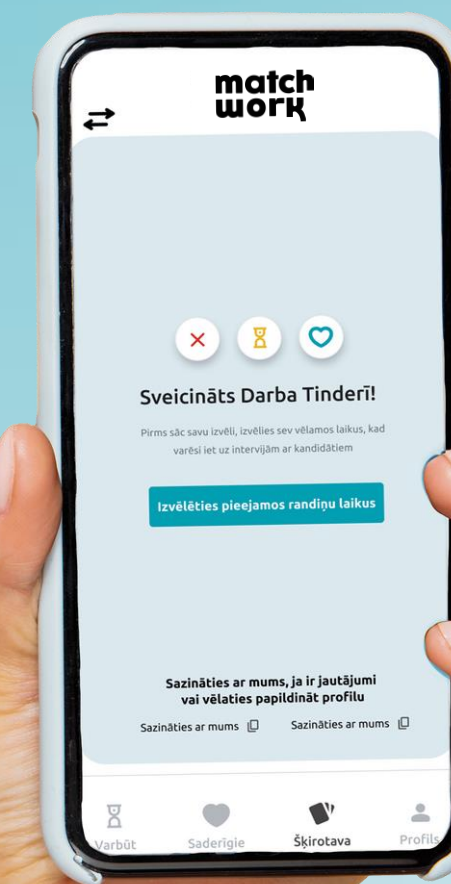 match
work
Sveicināts Darba Tinderī!
Pirms sāc savu izvēli, izvēlies sev vēlamos laikus, kad
varēsi iet uz intervijām ar kandidātiem
Izvēlēties pieejamos randiņu laikus
Sazināties ar mums, ja ir jautājumi
vai vēlaties papildināt profilu
Sazināties ar mums Sazināties ar mums
Varbūt Saderīgie Šķirotava Profils